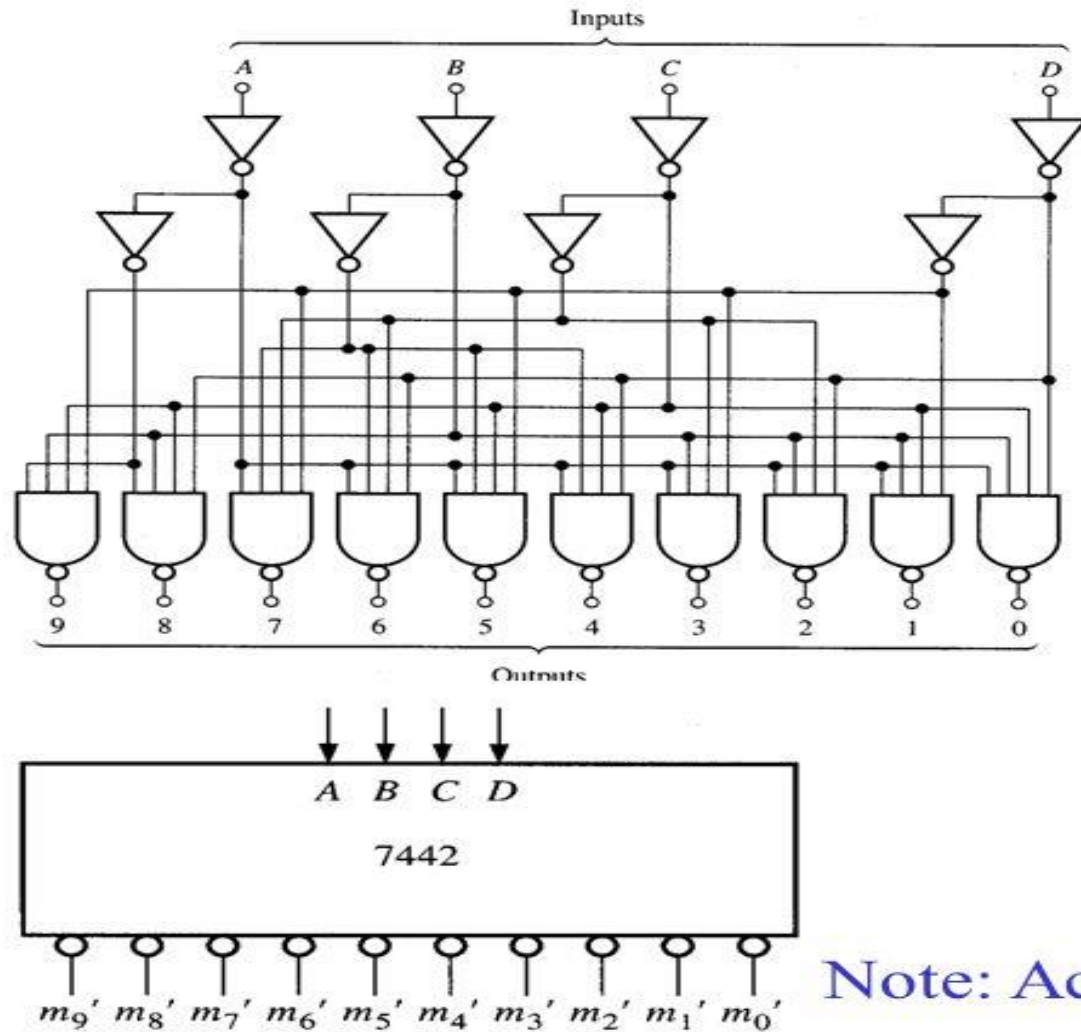 Inputs
A B C D
9 8 7 6 5 4 3 2 1 0
Outputs
A B C D
7442
m9' m8' m7' m6' m5' m4' m3' m2' m1' m0'
Note: Ac